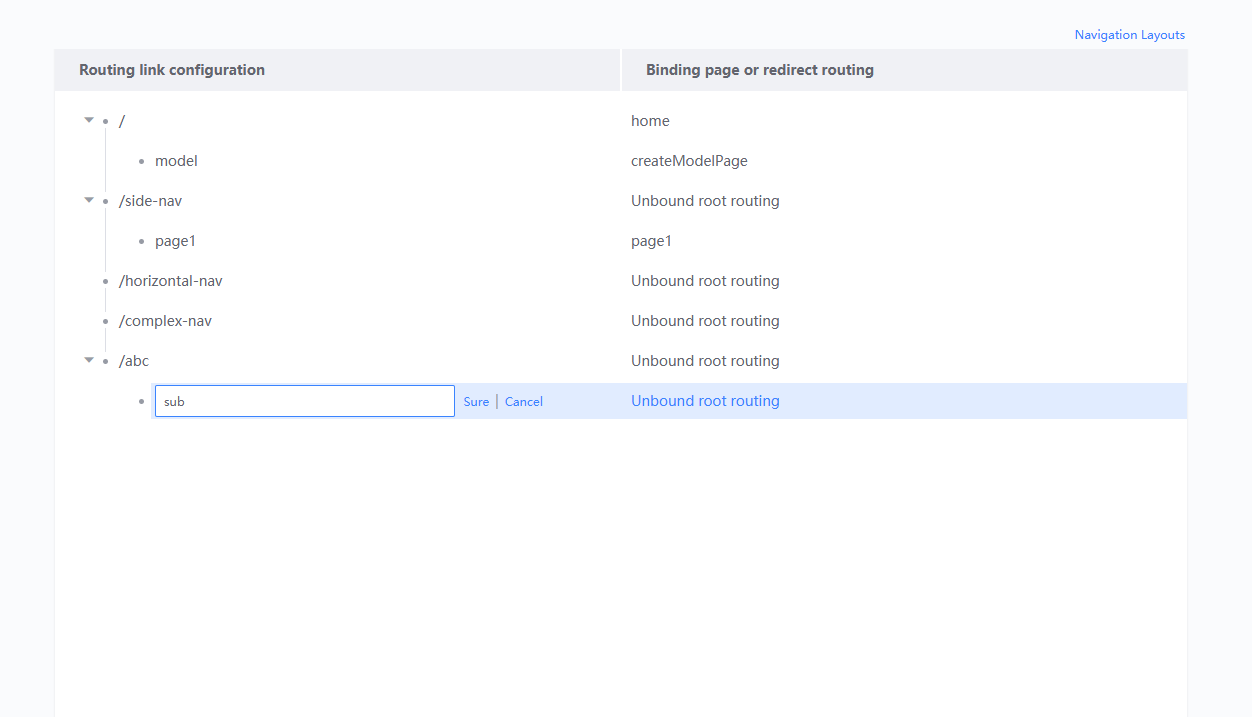 Navigation Layouts
Routing link configuration Binding page or redirect routing
/ home
model createModelPage
/side-nav Unbound root routing
page1 page1
/horizontal-nav Unbound root routing
/complex-nav Unbound root routing
/abc Unbound root routing
sub Sure | Cancel Unbound root routing